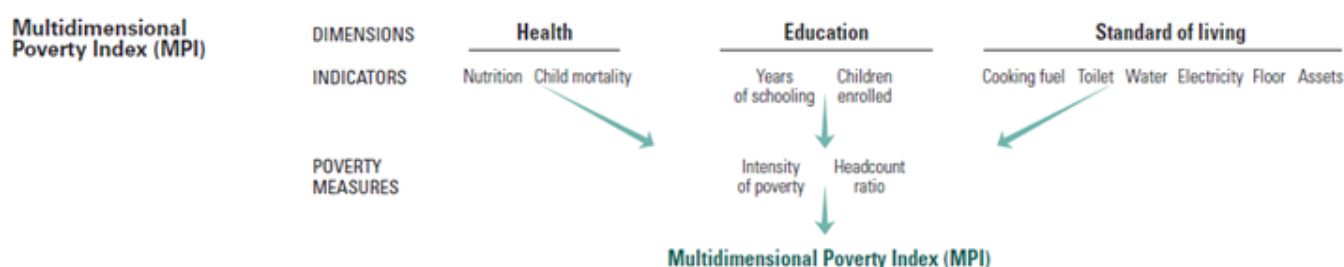 Multidimensional
Poverty Index (MPI)
DIMENSIONS Health Education Standard of living
INDICATORS Nutrition Child mortality Years of schooling Children enrolled Cooking fuel Toilet Water Electricity Floor Assets
POVERTY MEASURES Intensity of poverty Headcount ratio
Multidimensional Poverty Index (MPI)